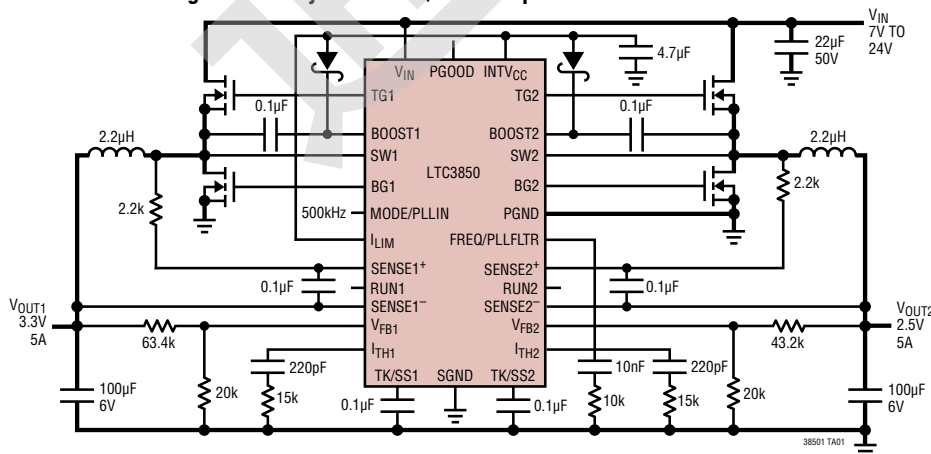 V_IN
7V TO
24V
22µF
50V
4.7µF
V_IN PGOOD INTV_CC
TG1 TG2
0.1µF 0.1µF
BOOST1 BOOST2
2.2µH 2.2µH
SW1 SW2
LTC3850
BG1 BG2
2.2k 2.2k
500kHz MODE/PLLIN PGND
I_LIM FREQ/PLLFLTR
SENSE1+ SENSE2+
0.1µF RUN1 RUN2 0.1µF
SENSE1– SENSE2–
V_OUT1
3.3V
5A
V_OUT2
2.5V
5A
63.4k V_FB1 V_FB2 43.2k
I_TH1 I_TH2
220pF 10nF 220pF
TK/SS1 SGND TK/SS2
100µF
6V
20k 15k 0.1µF 0.1µF 10k 15k 20k
100µF
6V
38501 TA01